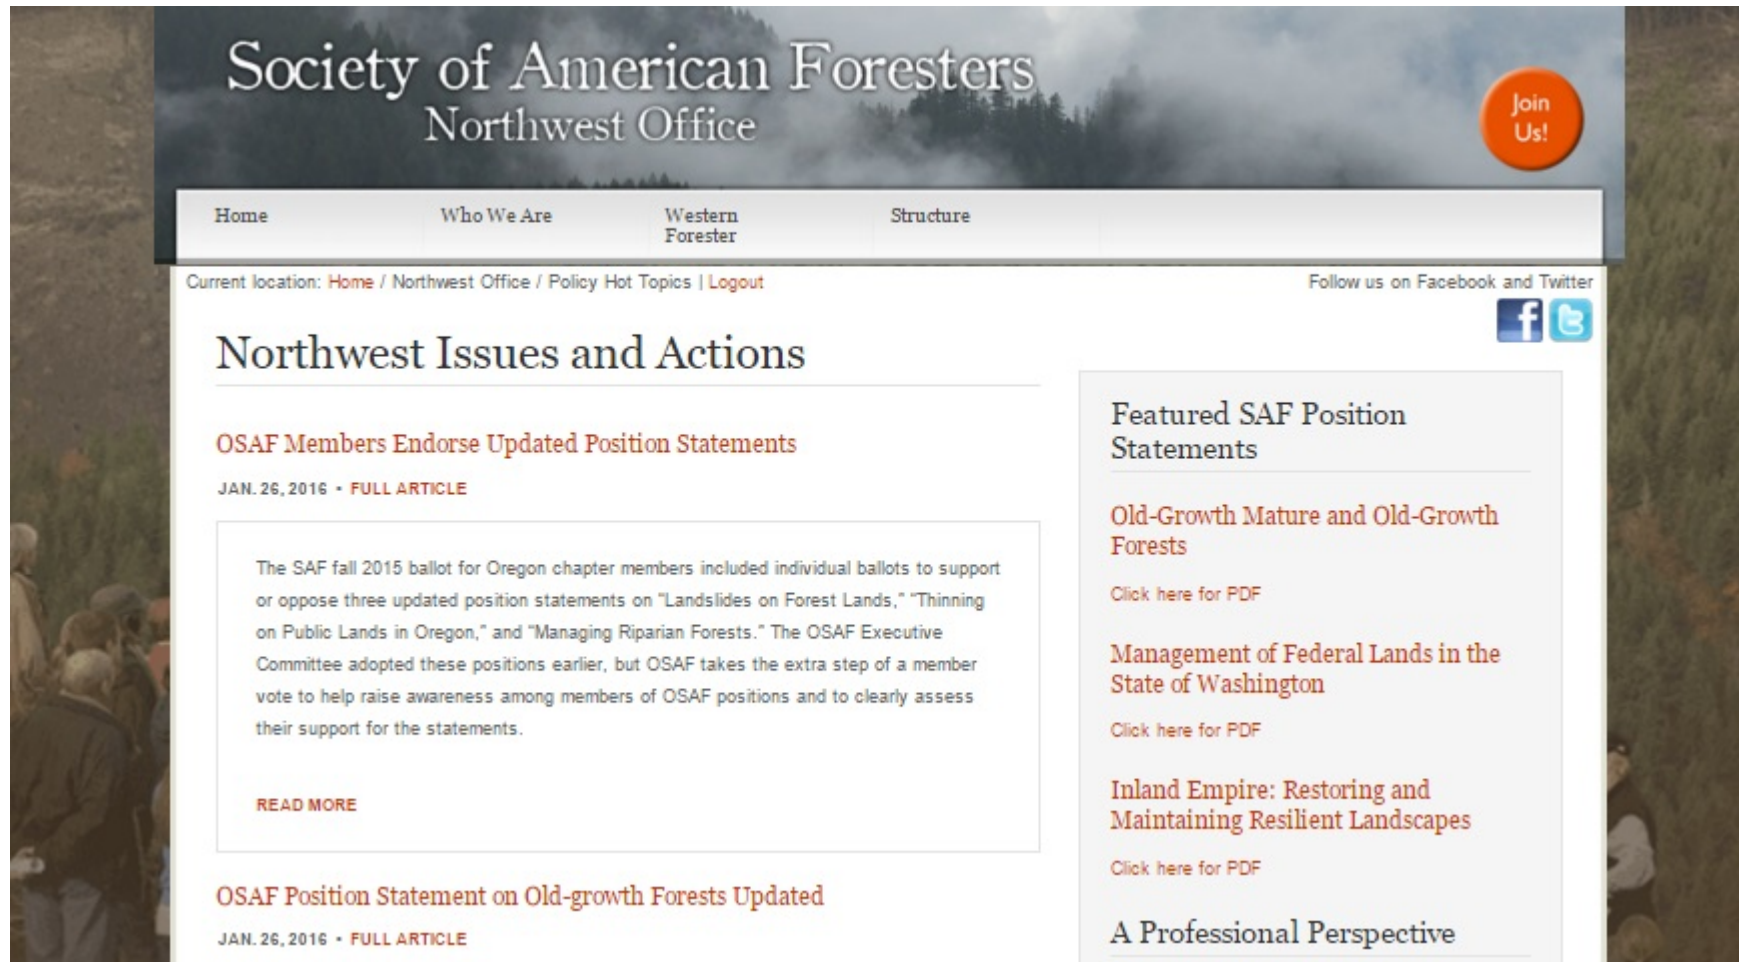 Society of American Foresters
Northwest Office
Join
Us!
Home
Who We Are
Western
Forester
Structure
Current location: Home / Northwest Office / Policy Hot Topics | Logout
Follow us on Facebook and Twitter
Northwest Issues and Actions
OSAF Members Endorse Updated Position Statements
JAN. 26, 2016 • FULL ARTICLE
The SAF fall 2015 ballot for Oregon chapter members included individual ballots to support
or oppose three updated position statements on “Landslides on Forest Lands,” “Thinning
on Public Lands in Oregon,” and “Managing Riparian Forests.” The OSAF Executive
Committee adopted these positions earlier, but OSAF takes the extra step of a member
vote to help raise awareness among members of OSAF positions and to clearly assess
their support for the statements.
READ MORE
OSAF Position Statement on Old-growth Forests Updated
JAN. 26, 2016 • FULL ARTICLE
Featured SAF Position
Statements
Old-Growth Mature and Old-Growth
Forests
Click here for PDF
Management of Federal Lands in the
State of Washington
Click here for PDF
Inland Empire: Restoring and
Maintaining Resilient Landscapes
Click here for PDF
A Professional Perspective